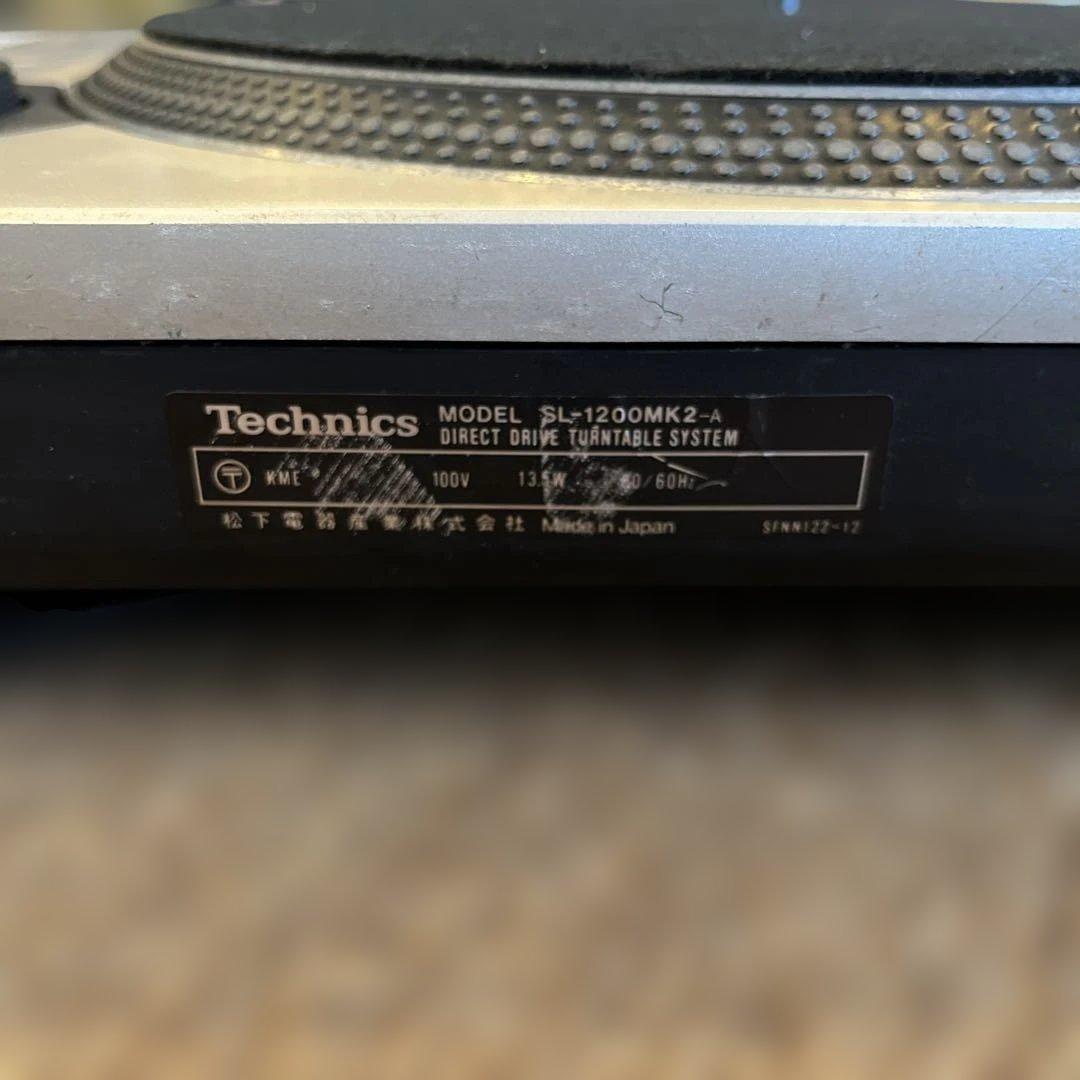 Technics MODEL SL-1200MK2-A
DIRECT DRIVE TURNTABLE SYSTEM
〒 KME 100V 13.5W 50/60Hz
松下電器産業株式会社 Made in Japan SFNN122-12